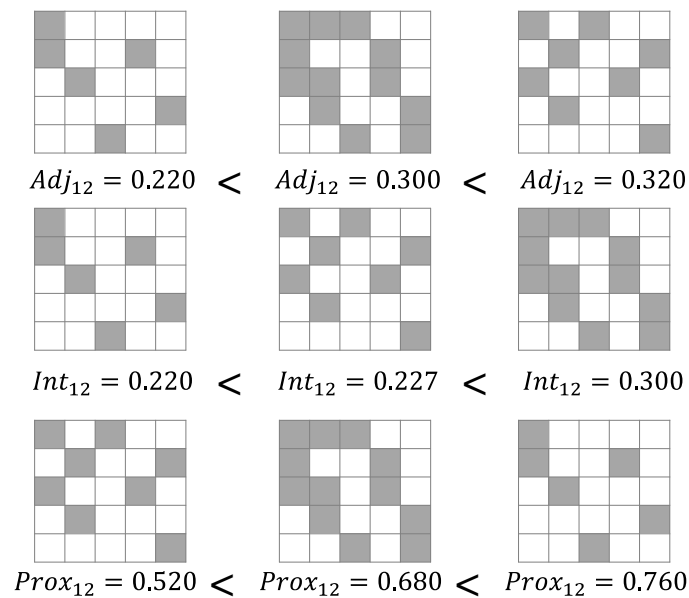 Adj₁₂ = 0.220 < Adj₁₂ = 0.300 < Adj₁₂ = 0.320
Int₁₂ = 0.220 < Int₁₂ = 0.227 < Int₁₂ = 0.300
Prox₁₂ = 0.520 < Prox₁₂ = 0.680 < Prox₁₂ = 0.760